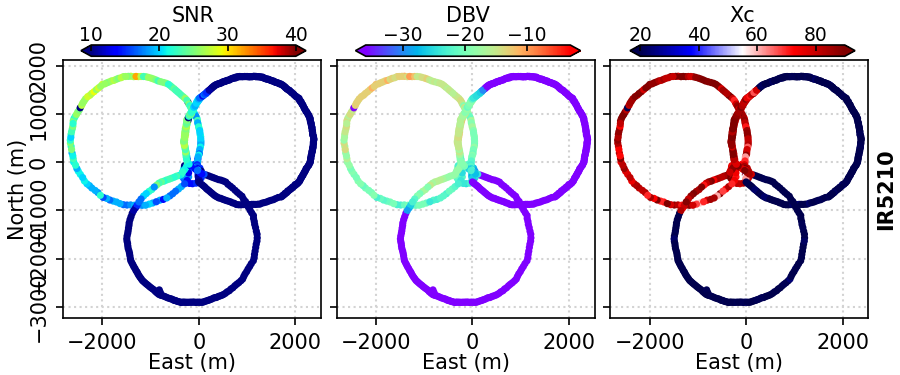 SNR DBV Xc
10 20 30 40 −30 −20 −10 20 40 60 80
North (m)
2000
1000
0
−1000
−2000
−3000
−2000 0 2000 −2000 0 2000 −2000 0 2000
East (m) East (m) East (m)
IR5210